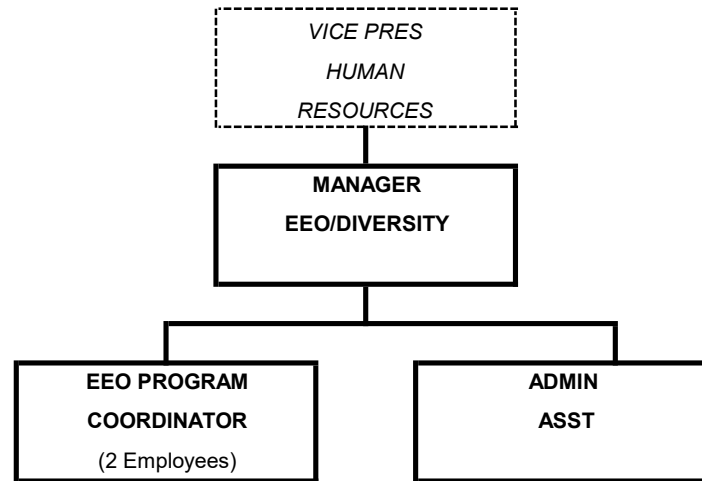 VICE PRES
HUMAN
RESOURCES
MANAGER
EEO/DIVERSITY
EEO PROGRAM
COORDINATOR
(2 Employees)
ADMIN
ASST